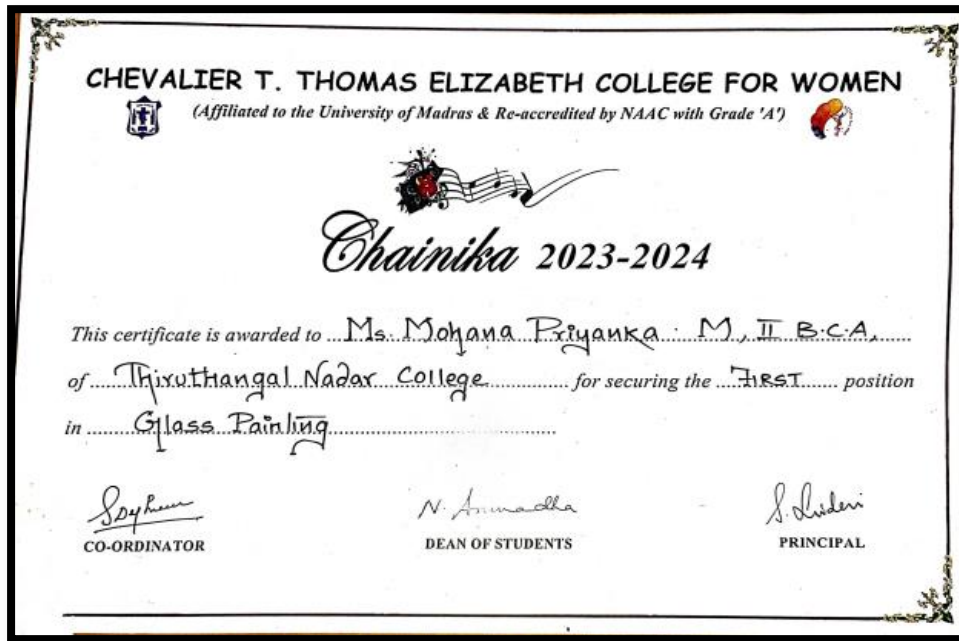 CHEVALIER T. THOMAS ELIZABETH COLLEGE FOR WOMEN
(Affiliated to the University of Madras & Re-accredited by NAAC with Grade 'A')
Chainika 2023-2024
This certificate is awarded to Ms. Mohana Priyanka. M, II B.C.A,
of Thiruthangal Nadar College for securing the FIRST position
in Glass Painting
N. Anuradha
CO-ORDINATOR DEAN OF STUDENTS PRINCIPAL